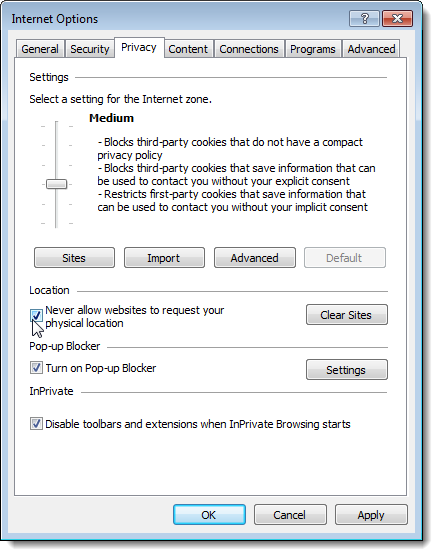 Internet Options
General Security Privacy Content Connections Programs Advanced
Settings
Select a setting for the Internet zone.
Medium
- Blocks third-party cookies that do not have a compact
privacy policy
- Blocks third-party cookies that save information that can
be used to contact you without your explicit consent
- Restricts first-party cookies that save information that
can be used to contact you without your implicit consent
Sites Import Advanced Default
Location
Never allow websites to request your
physical location
Clear Sites
Pop-up Blocker
Turn on Pop-up Blocker
Settings
InPrivate
Disable toolbars and extensions when InPrivate Browsing starts
OK Cancel Apply